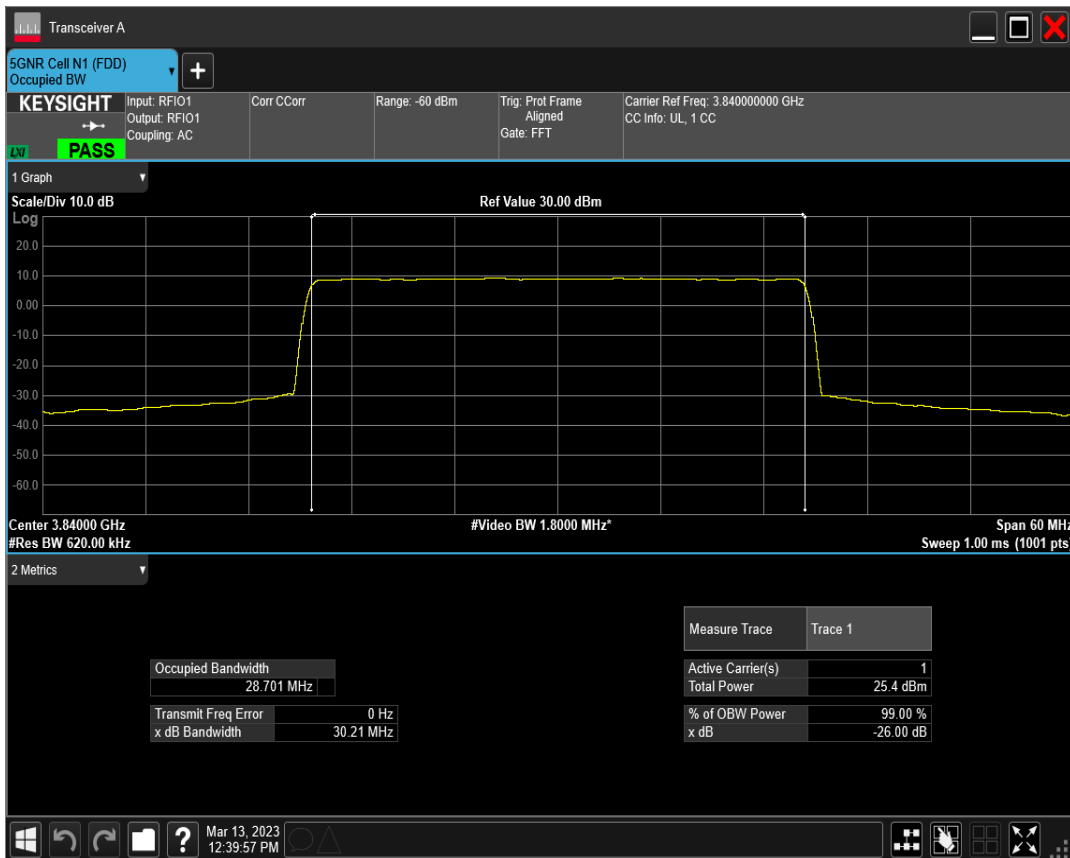 Transceiver A
5GNR Cell N1 (FDD)
Occupied BW
+
KEYSIGHT
LXI
PASS
Input: RFIO1
Output: RFIO1
Coupling: AC
Corr CCorr
Range: -60 dBm
Trig: Prot Frame
Aligned
Gate: FFT
Carrier Ref Freq: 3.840000000 GHz
CC Info: UL, 1 CC
1 Graph
Scale/Div 10.0 dB
Ref Value 30.00 dBm
Log
20.0
10.0
0.00
-10.0
-20.0
-30.0
-40.0
-50.0
-60.0
Center 3.84000 GHz
#Video BW 1.8000 MHz*
Span 60 MHz
#Res BW 620.00 kHz
Sweep 1.00 ms (1001 pts)
2 Metrics
Measure Trace Trace 1
Occupied Bandwidth
28.701 MHz
Active Carrier(s) 1
Total Power 25.4 dBm
Transmit Freq Error 0 Hz
x dB Bandwidth 30.21 MHz
% of OBW Power 99.00 %
x dB -26.00 dB
?
Mar 13, 2023
12:39:57 PM